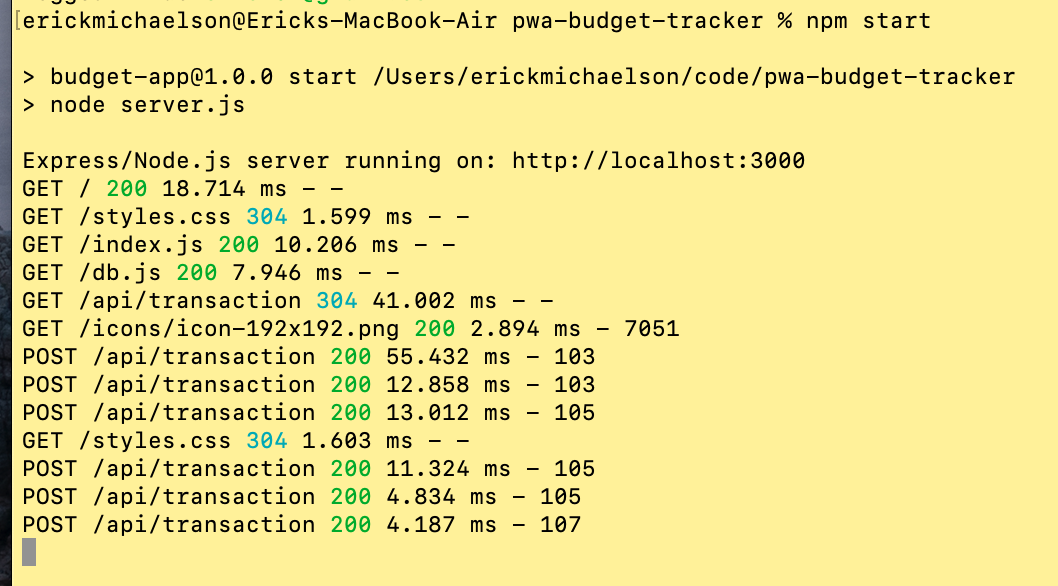 [erickmichaelson@Ericks-MacBook-Air pwa-budget-tracker % npm start
> budget-app@1.0.0 start /Users/erickmichaelson/code/pwa-budget-tracker
> node server.js
Express/Node.js server running on: http://localhost:3000
GET / 200 18.714 ms - -
GET /styles.css 304 1.599 ms - -
GET /index.js 200 10.206 ms - -
GET /db.js 200 7.946 ms - -
GET /api/transaction 304 41.002 ms - -
GET /icons/icon-192x192.png 200 2.894 ms - 7051
POST /api/transaction 200 55.432 ms - 103
POST /api/transaction 200 12.858 ms - 103
POST /api/transaction 200 13.012 ms - 105
GET /styles.css 304 1.603 ms - -
POST /api/transaction 200 11.324 ms - 105
POST /api/transaction 200 4.834 ms - 105
POST /api/transaction 200 4.187 ms - 107